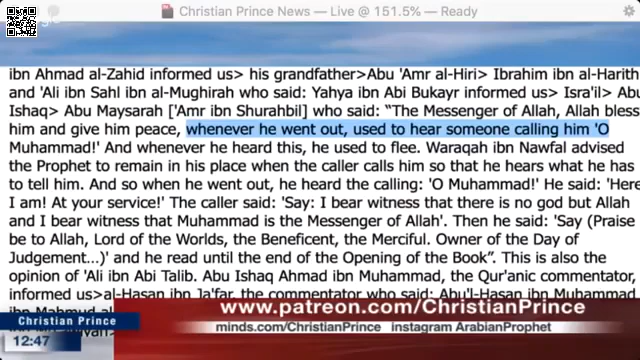 Christian Prince News — Live @ 151.5% — Ready
ibn Ahmad al-Zahid informed us> his grandfather>Abu 'Amr al-Hiri> Ibrahim ibn al-Harith
and 'Ali ibn Sahl ibn al-Mughirah who said: Yahya ibn Abi Bukayr informed us> Isra'il> Abu
Ishaq> Abu Maysarah ['Amr ibn Shurahbil] who said: “The Messenger of Allah, Allah bless
him and give him peace, whenever he went out, used to hear someone calling him 'O
Muhammad!' And whenever he heard this, he used to flee. Waraqah ibn Nawfal advised
the Prophet to remain in his place when the caller calls him so that he hears what he has
to tell him. And so when he went out, he heard the calling: 'O Muhammad!' He said: 'Here
I am! At your service!' The caller said: 'Say: I bear witness that there is no god but Allah
and I bear witness that Muhammad is the Messenger of Allah'. Then he said: 'Say (Praise
be to Allah, Lord of the Worlds, the Beneficent, the Merciful. Owner of the Day of
Judgement...)' and he read until the end of the Opening of the Book”. This is also the
opinion of 'Ali ibn Abi Talib. Abu Ishaq Ahmad ibn Muhammad, the Qur'anic commentator,
informed us>al-Hasan ibn Ja'far, the commentator who said: Abu'l-Hasan ibn Muhammad
ibn Mahmud al
www.patreon.com/ChristianPrince
Christian Prince
minds.com/ChristianPrince instagram ArabianProphet
12:47